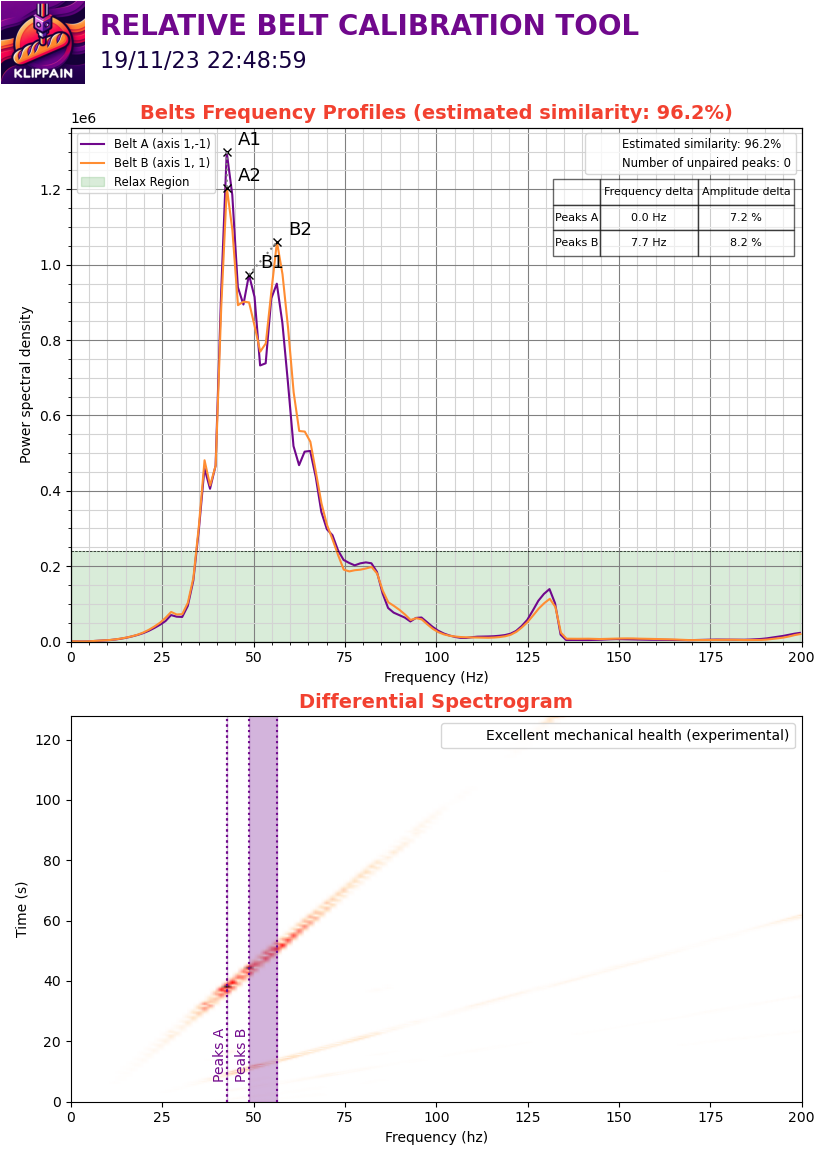 RELATIVE BELT CALIBRATION TOOL
19/11/23 22:48:59
KLIPPAIN
Belts Frequency Profiles (estimated similarity: 96.2%)
1e6
Belt A (axis 1,-1)
Belt B (axis 1, 1)
Relax Region
Estimated similarity: 96.2%
Number of unpaired peaks: 0
Frequency delta Amplitude delta
Peaks A 0.0 Hz 7.2 %
Peaks B 7.7 Hz 8.2 %
A1
A2
B2
B1
1.2
1.0
0.8
0.6
0.4
0.2
0.0
Power spectral density
0 25 50 75 100 125 150 175 200
Frequency (Hz)
Differential Spectrogram
Excellent mechanical health (experimental)
120
100
80
60
40
20
0
Time (s)
Peaks A
Peaks B
0 25 50 75 100 125 150 175 200
Frequency (hz)